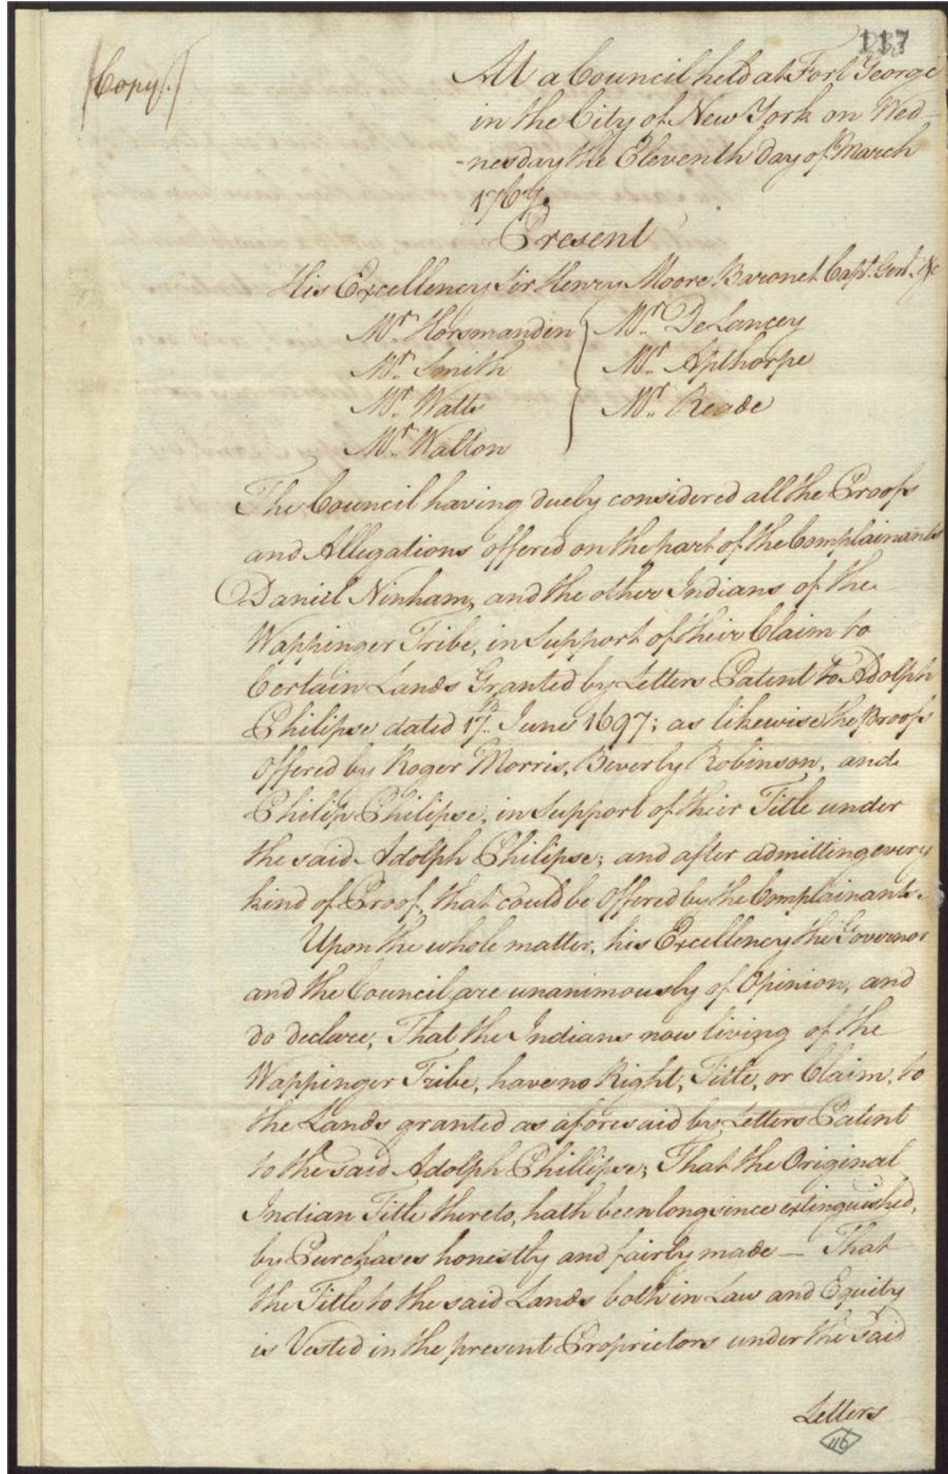 117
(Copy.)
At a Council held at Fort George
in the City of New York on Wed-
-nesday the Eleventh day of March
1767.
Present
His Excellency Sir Henry Moore Baronet Capt. Genl. &c
Mr. Horsmanden } Mr. DeLancey
Mr. Smith Mr. Apthorpe
Mr. Watts Mr. Reade
Mr. Walton
The Council having duely considered all the Proofs
and Allegations offered on the part of the Complainants
Daniel Ninham, and the other Indians of the
Wappinger Tribe, in Support of their Claim to
Certain Lands Granted by Letters Patent to Adolph
Philipse dated 17th. June 1697; as likewise the Proofs
offered by Roger Morris, Beverly Robinson, and
Philip Philipse, in Support of their Title under
the said Adolph Philipse; and after admitting every
kind of Proof, that could be Offered by the Complainants.
Upon the whole matter, his Excellency the Governor
and the Council are unanimously of Opinion, and
do declare, That the Indians now living of the
Wappinger Tribe, have no Right, Title, or Claim, to
the Lands granted as aforesaid by Letters Patent
to the said Adolph Phillipse; That the Original
Indian Title thereto, hath been long since extinguished,
by Purchases honestly and fairly made — That
the Title to the said Lands both in Law and Equity
is Vested in the present Proprietors under the said
Letters
116